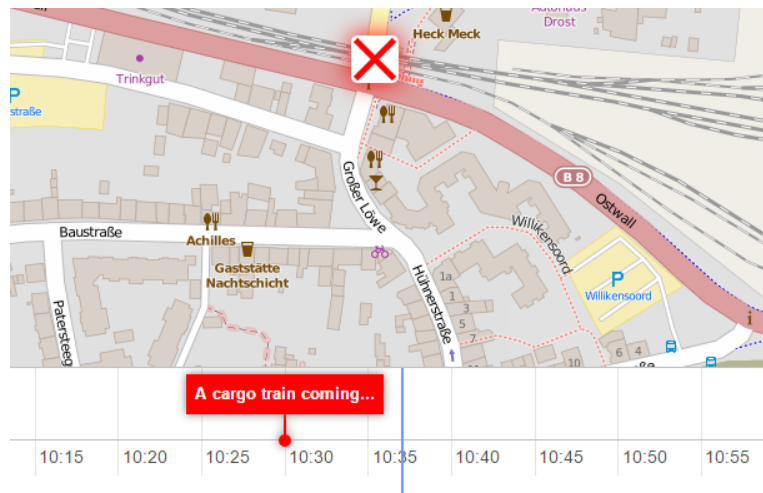 Autohaus
Drost
Heck Meck
Trinkgut
P
straße
Großer Löwe
B 8
Ostwall
Willikensoord
Baustraße
Achilles
Gaststätte
Nachtschicht
P
Willikensoord
Hühnerstraße
1a
1
3
5
7
Patersteeg
10
6
4
i
A cargo train coming...
10:15
10:20
10:25
10:30
10:35
10:40
10:45
10:50
10:55